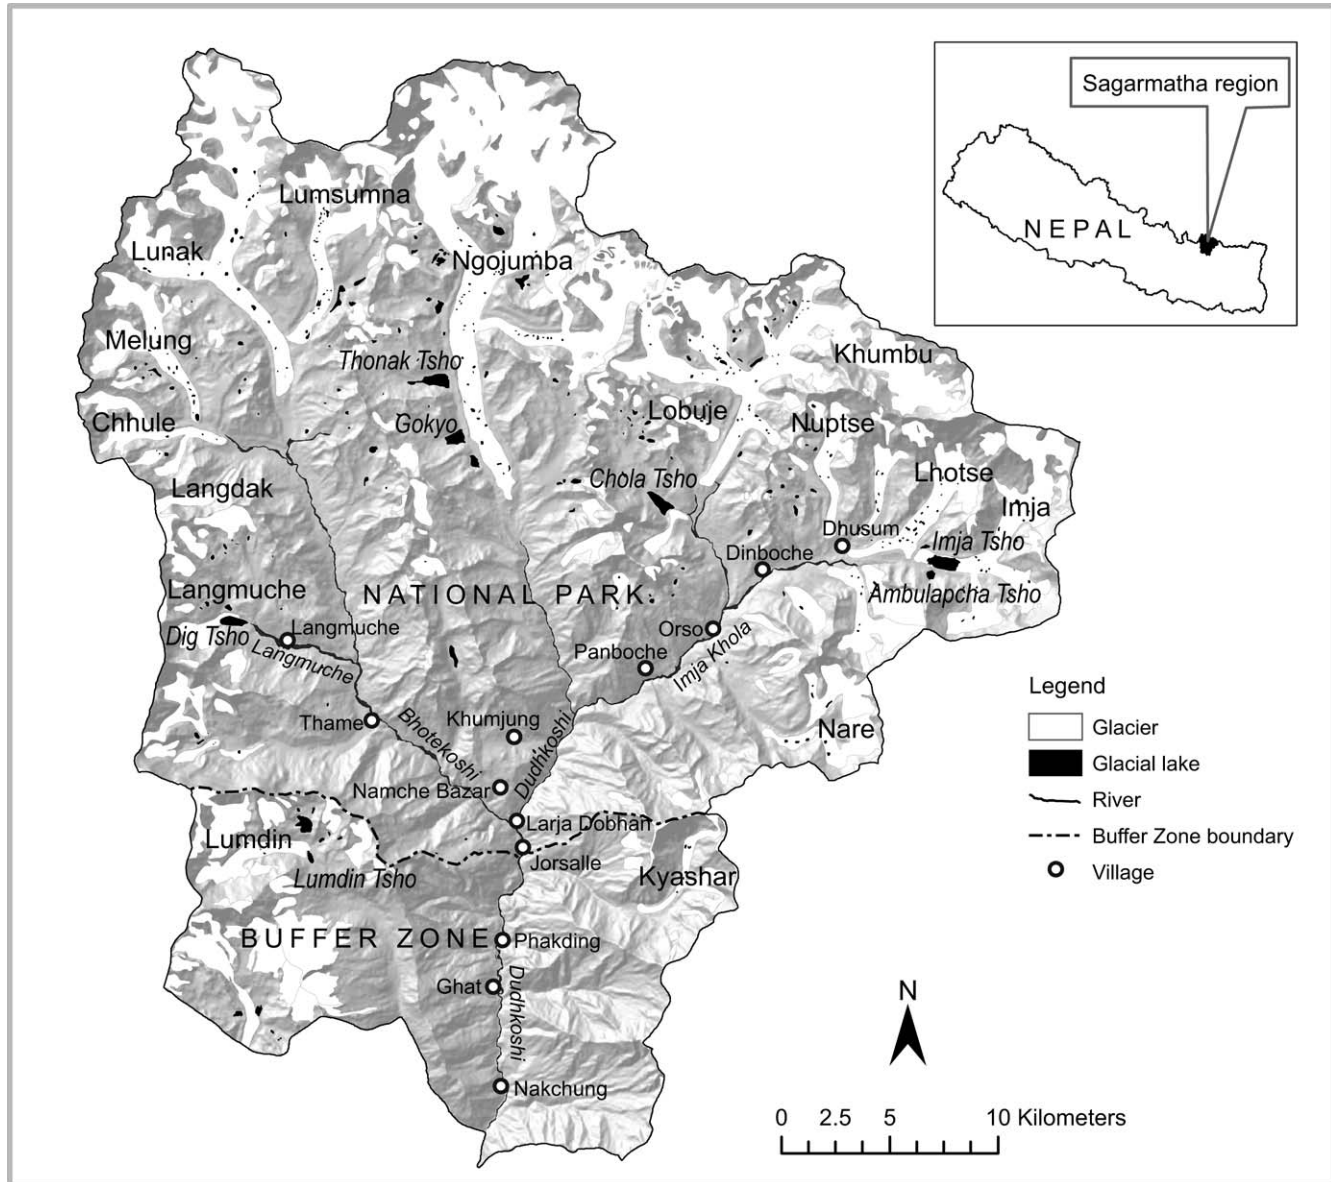 Sagarmatha region
NEPAL
Lumsumna
Lunak
Ngojumba
Melung
Khumbu
Thonak Tsho
Chhule
Gokyo
Lobuje
Nuptse
Lhotse
Langdak
Chola Tsho
Imja
Dhusum
Imja Tsho
Dinboche
Langmuche
NATIONAL PARK
Ambulapcha Tsho
Dig Tsho
Langmuche
Langmuche
Orso
Panboche
Imja Khola
Thame
Bhotekoshi
Khumjung
Dudhkoshi
Nare
Namche Bazar
Larja Dobhan
Lumdin
Jorsalle
Lumdin Tsho
Kyashar
BUFFER ZONE
Phakding
Ghat
Dudhkoshi
Nakchung
Legend
Glacier
Glacial lake
River
Buffer Zone boundary
Village
N
0 2.5 5 10 Kilometers